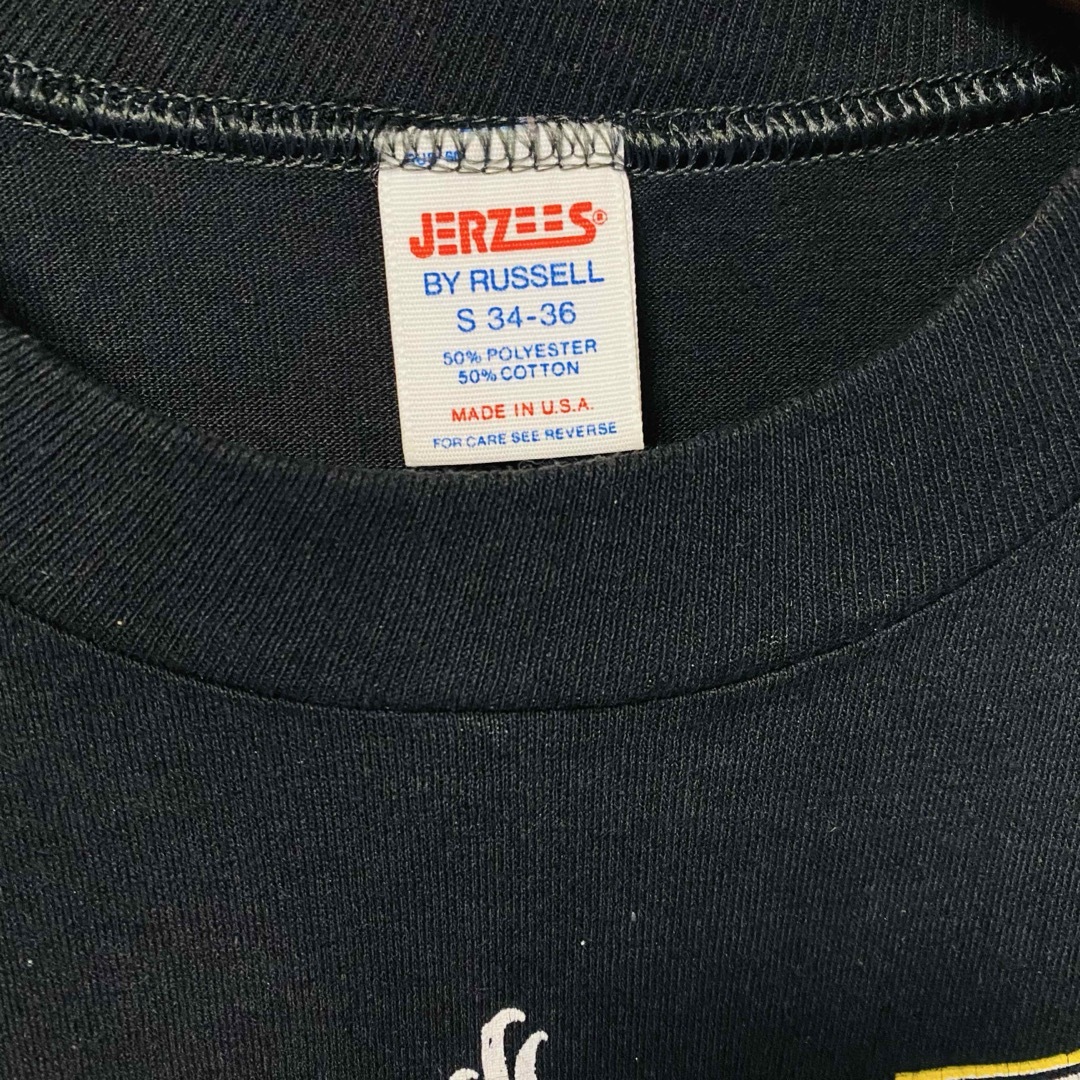 JERZEES®
BY RUSSELL
S 34-36
50% POLYESTER
50% COTTON
MADE IN U.S.A.
FOR CARE SEE REVERSE